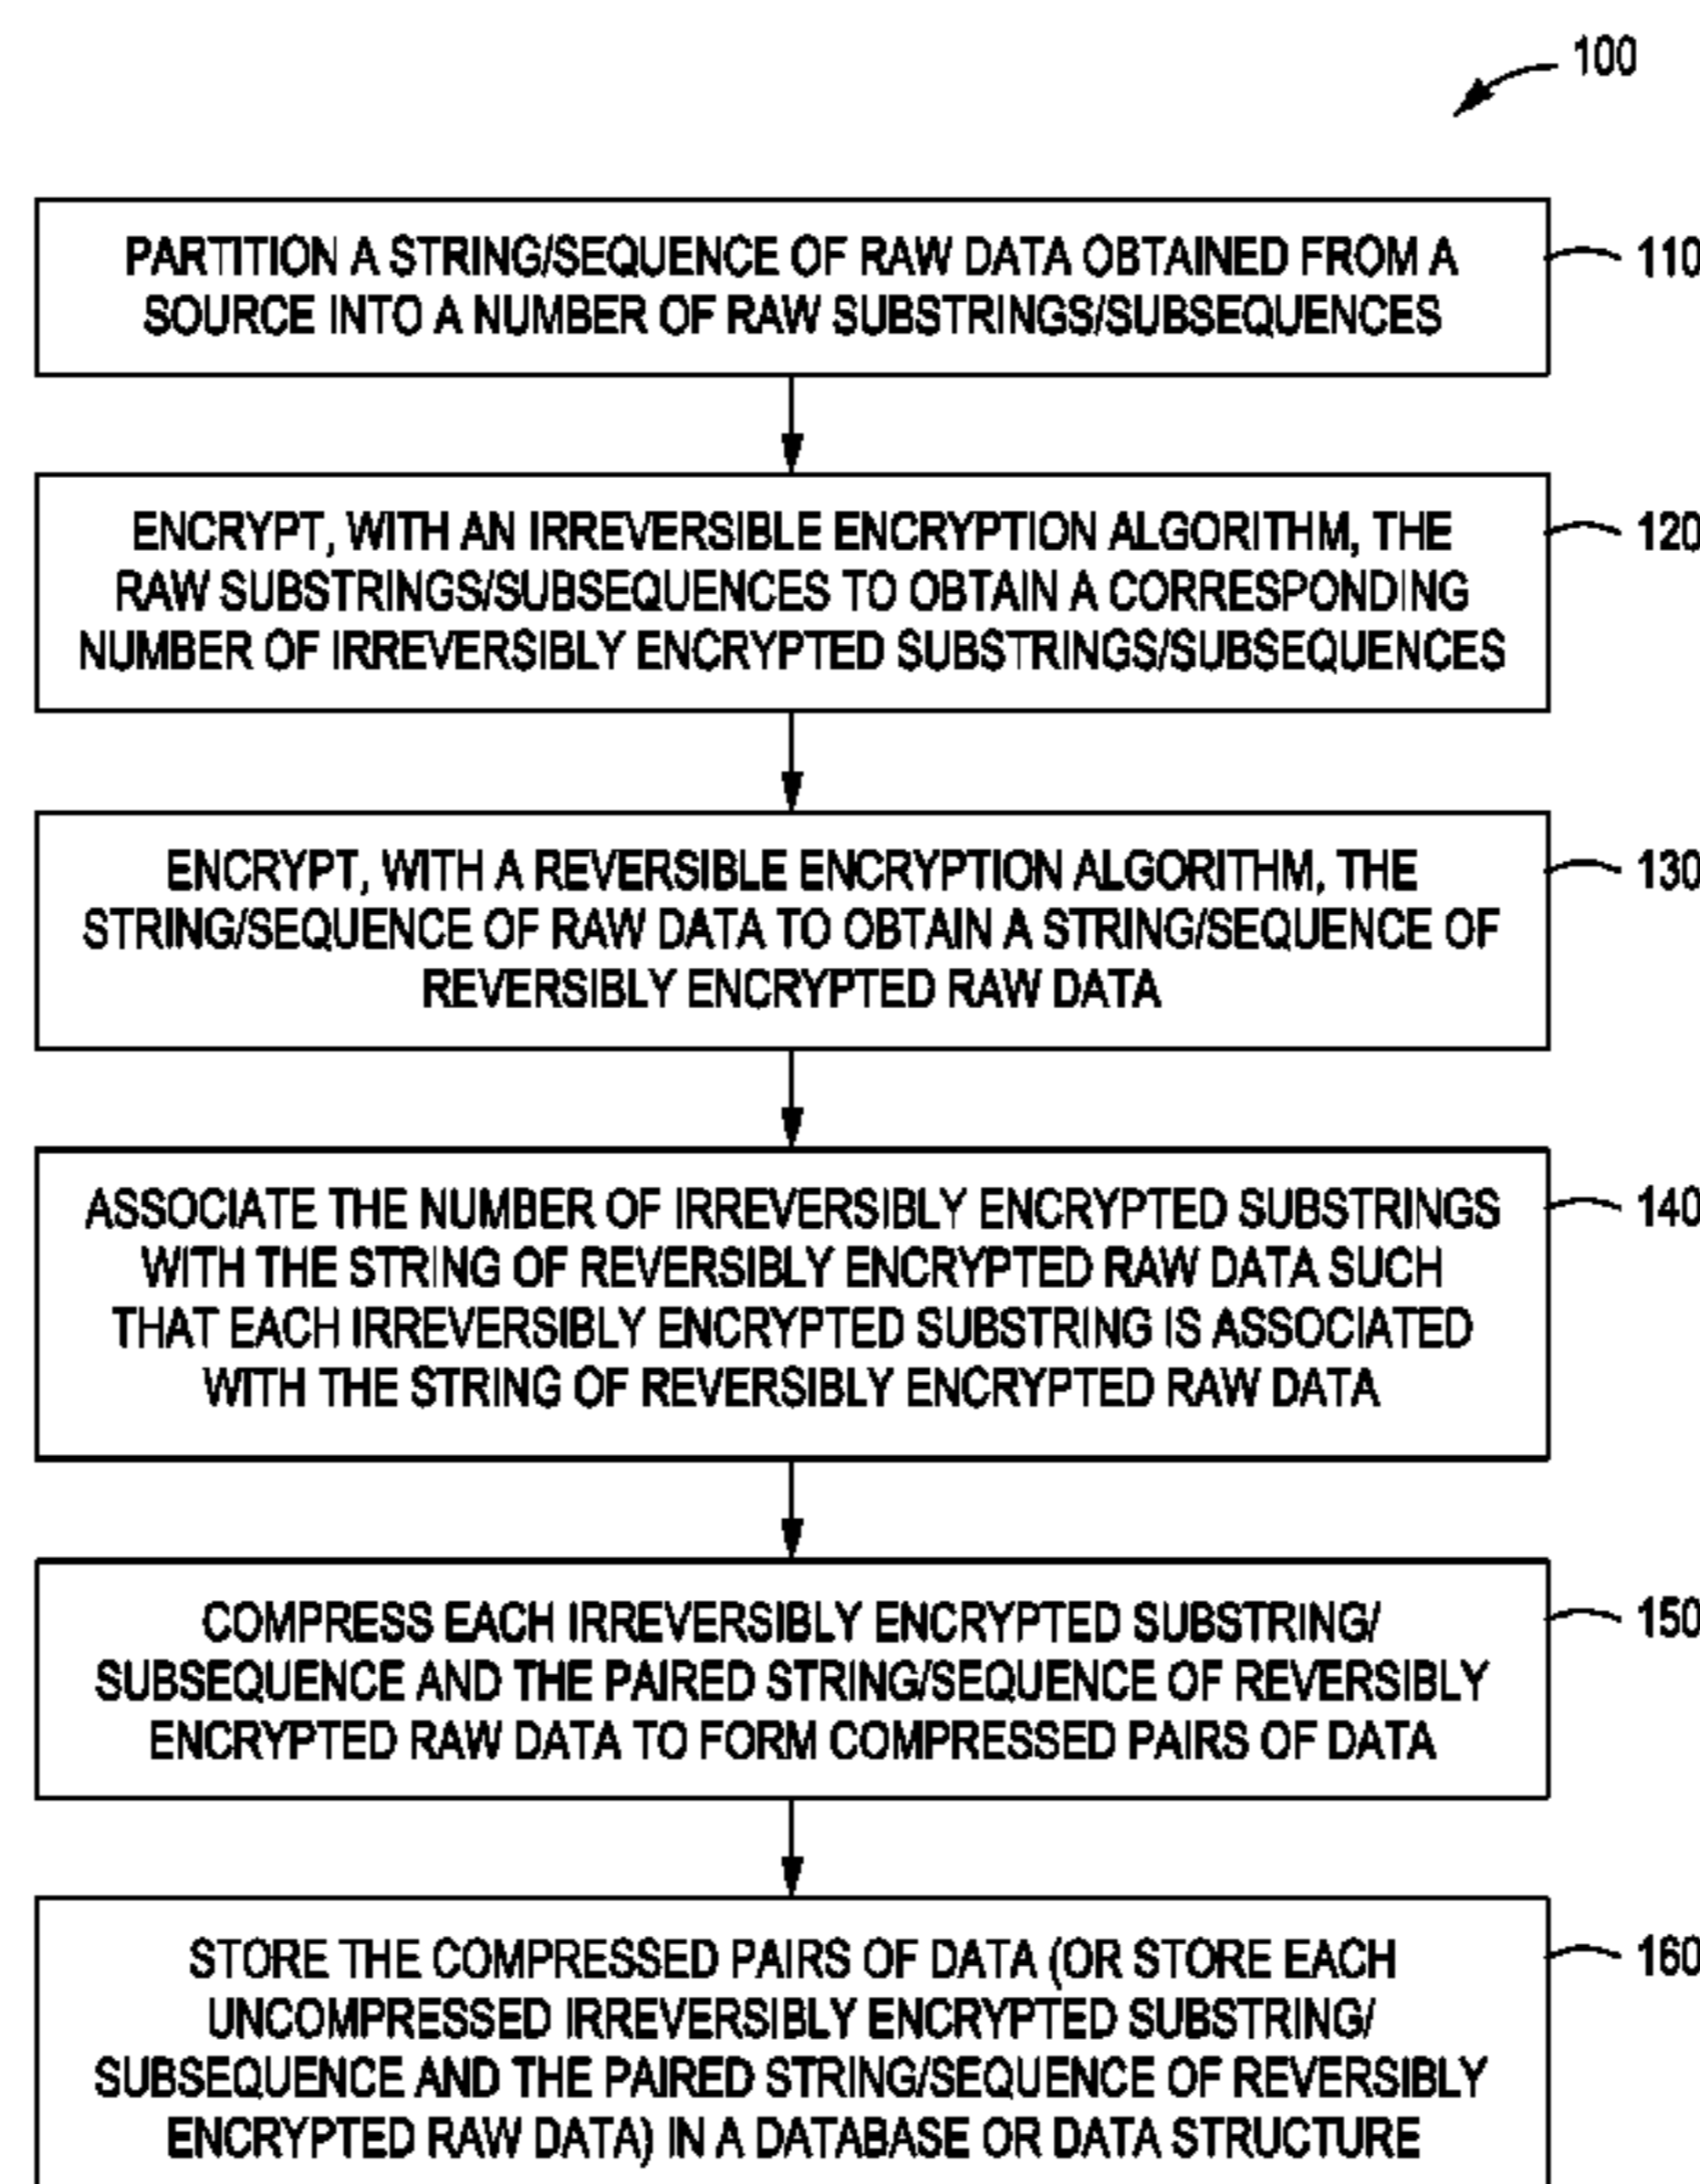 100
PARTITION A STRING/SEQUENCE OF RAW DATA OBTAINED FROM A
SOURCE INTO A NUMBER OF RAW SUBSTRINGS/SUBSEQUENCES
110
ENCRYPT, WITH AN IRREVERSIBLE ENCRYPTION ALGORITHM, THE
RAW SUBSTRINGS/SUBSEQUENCES TO OBTAIN A CORRESPONDING
NUMBER OF IRREVERSIBLY ENCRYPTED SUBSTRINGS/SUBSEQUENCES
120
ENCRYPT, WITH A REVERSIBLE ENCRYPTION ALGORITHM, THE
STRING/SEQUENCE OF RAW DATA TO OBTAIN A STRING/SEQUENCE OF
REVERSIBLY ENCRYPTED RAW DATA
130
ASSOCIATE THE NUMBER OF IRREVERSIBLY ENCRYPTED SUBSTRINGS
WITH THE STRING OF REVERSIBLY ENCRYPTED RAW DATA SUCH
THAT EACH IRREVERSIBLY ENCRYPTED SUBSTRING IS ASSOCIATED
WITH THE STRING OF REVERSIBLY ENCRYPTED RAW DATA
140
COMPRESS EACH IRREVERSIBLY ENCRYPTED SUBSTRING/
SUBSEQUENCE AND THE PAIRED STRING/SEQUENCE OF REVERSIBLY
ENCRYPTED RAW DATA TO FORM COMPRESSED PAIRS OF DATA
150
STORE THE COMPRESSED PAIRS OF DATA (OR STORE EACH
UNCOMPRESSED IRREVERSIBLY ENCRYPTED SUBSTRING/
SUBSEQUENCE AND THE PAIRED STRING/SEQUENCE OF REVERSIBLY
ENCRYPTED RAW DATA) IN A DATABASE OR DATA STRUCTURE
160